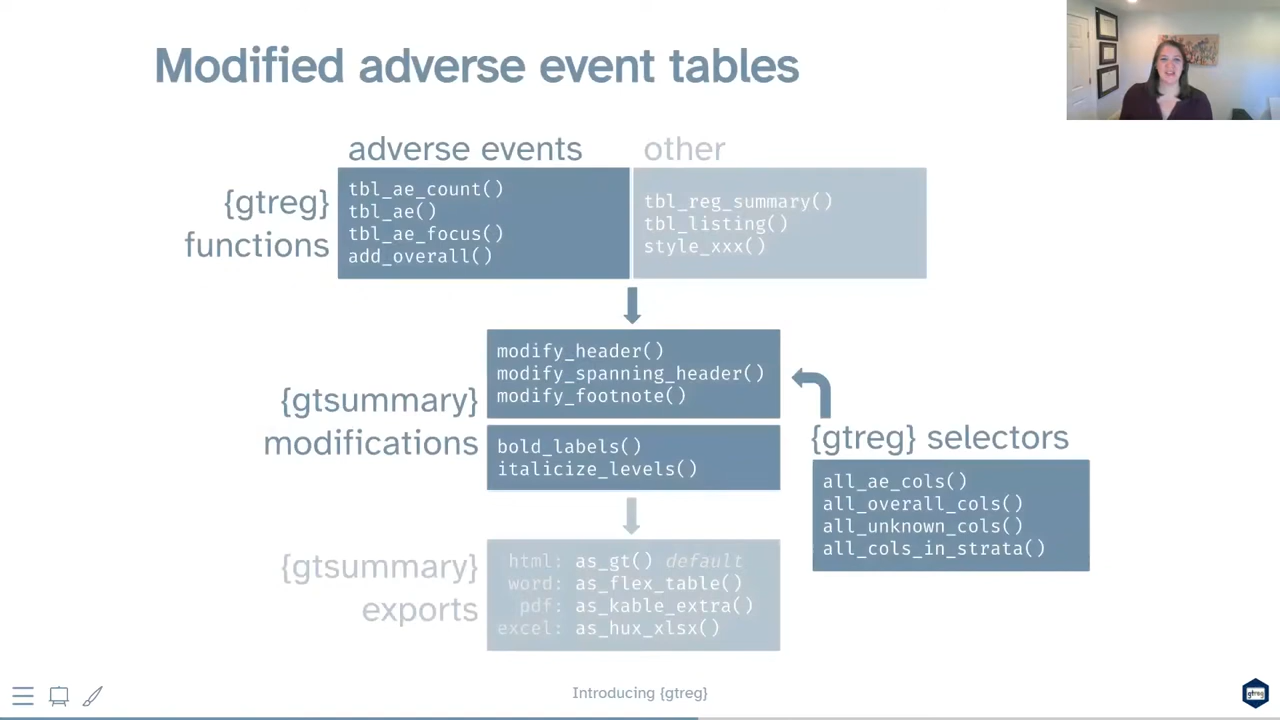 Modified adverse event tables
adverse events
other
{gtreg}
functions
tbl_ae_count()
tbl_ae()
tbl_ae_focus()
add_overall()
tbl_reg_summary()
tbl_listing()
style_xxx()
{gtsummary}
modifications
modify_header()
modify_spanning_header()
modify_footnote()
bold_labels()
italicize_levels()
{gtreg} selectors
all_ae_cols()
all_overall_cols()
all_unknown_cols()
all_cols_in_strata()
{gtsummary}
exports
html: as_gt() default
word: as_flex_table()
pdf: as_kable_extra()
excel: as_hux_xlsx()
Introducing {gtreg}
gtreg